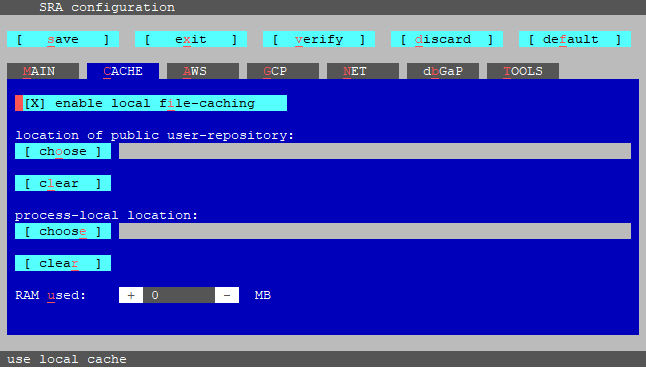 SRA configuration
[ save ] [ exit ] [ verify ] [ discard ] [ default ]
MAIN CACHE AWS GCP NET dbGaP TOOLS
[X] enable local file-caching
location of public user-repository:
[ choose ]
[ clear ]
process-local location:
[ choose ]
[ clear ]
RAM used: + 0 - MB
use local cache